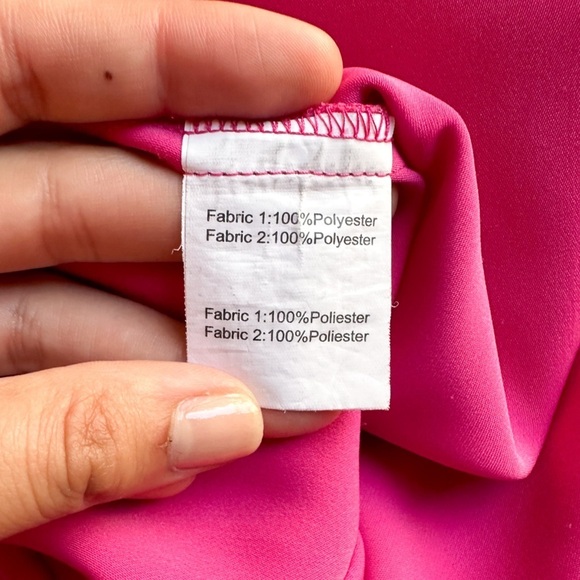 Fabric 1:100%Polyester
Fabric 2:100%Polyester
Fabric 1:100%Poliester
Fabric 2:100%Poliester